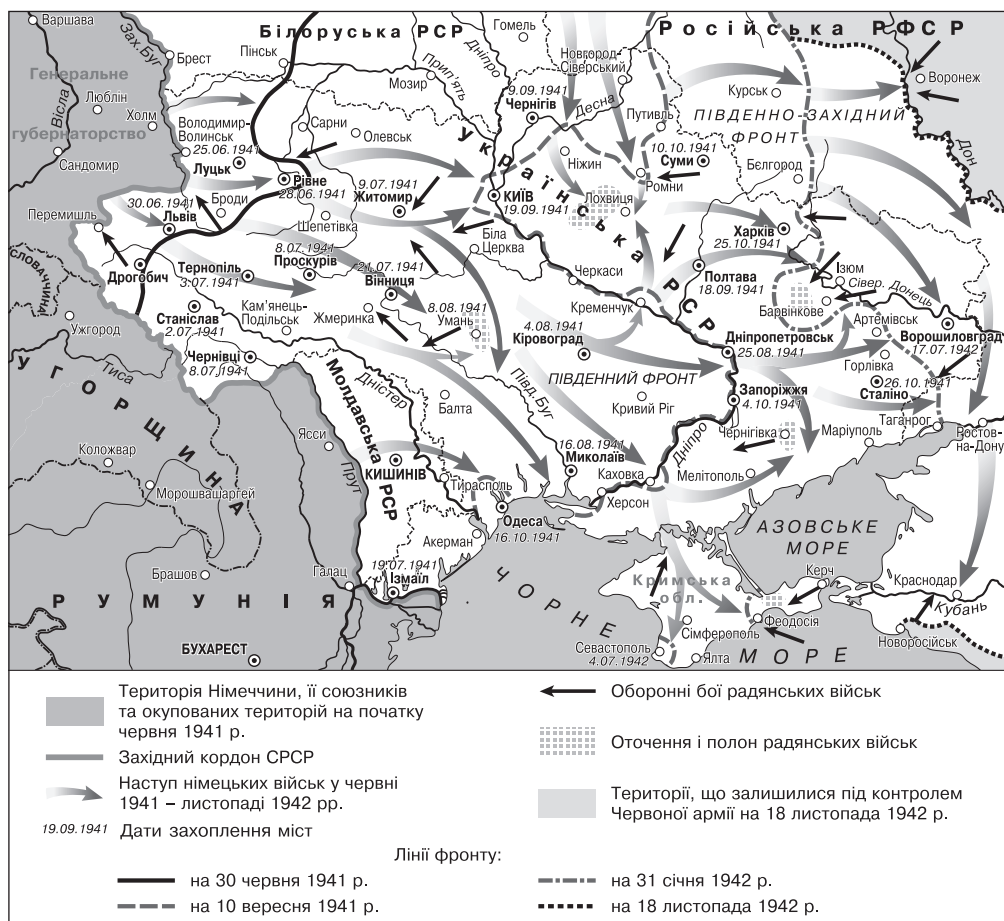 Варшава
Зах. Буг
Білоруська РСР
Гомель
Російська РФСР
Брест
Пінськ
Дніпро
Новгород
Сіверський
Воронеж
Генеральне
губернаторство
Вісла
Люблін
Холм
Сандомир
Прип'ять
Мозир
9.09.1941
Чернігів
Десна
Курськ
Путивль
ПІВДЕННО-ЗАХІДНИЙ
ФРОНТ
Дон
Володимир-
Волинськ
25.06.1941
Луцьк
Сарни
Олевськ
Українська РСР
Ніжин
10.10.1941
Суми
Бєлгород
Ромни
Рівне
28.06.1941
9.07.1941
Житомир
КИЇВ
19.09.1941
Лохвиця
30.06.1941
Львів
Броди
Перемишль
Шепетівка
Біла
Церква
Харків
25.10.1941
8.07.1941
Проскурів
Дрогобич
Тернопіль
3.07.1941
21.07.1941
Вінниця
Черкаси
Полтава
18.09.1941
Ізюм
Сівер. Донець
СЛОВАЧЧИНА
Кам'янець-
Подільськ
Жмеринка
8.08.1941
Умань
Кременчук
Барвінкове
Артемівськ
Ворошиловград
17.07.1942
Станіслав
2.07.1941
Ужгород
4.08.1941
Кіровоград
Дніпропетровськ
25.08.1941
Горлівка
26.10.1941
Сталіно
Чернівці
8.07.1941
Тиса
УГОРЩИНА
Молдавська РСР
Дністер
Півд. Буг
ПІВДЕННИЙ ФРОНТ
Запоріжжя
4.10.1941
Балта
Кривий Ріг
Чернігівка
Маріуполь
Таганрог
Ростов-
на-Дону
Ясси
Прут
Коложвар
16.08.1941
Миколаїв
Каховка
Дніпро
Мелітополь
КИШИНІВ
Тирасполь
Херсон
Морошвашаргей
Одеса
16.10.1941
Акерман
АЗОВСЬКЕ
МОРЕ
19.07.1941
Ізмаїл
Галац
Брашов
Кримська
обл.
Керч
Краснодар
Кубань
РУМУНІЯ
ЧОРНЕ МОРЕ
Сімферополь
Феодосія
Новоросійськ
Севастополь
4.07.1942
Ялта
БУХАРЕСТ
Територія Німеччини, її союзників
та окупованих територій на початку
червня 1941 р.
Західний кордон СРСР
Наступ німецьких військ у червні
1941 – листопаді 1942 рр.
19.09.1941 Дати захоплення міст
Оборонні бої радянських військ
Оточення і полон радянських військ
Території, що залишилися під контролем
Червоної армії на 18 листопада 1942 р.
Лінії фронту:
на 30 червня 1941 р.
на 10 вересня 1941 р.
на 31 січня 1942 р.
на 18 листопада 1942 р.